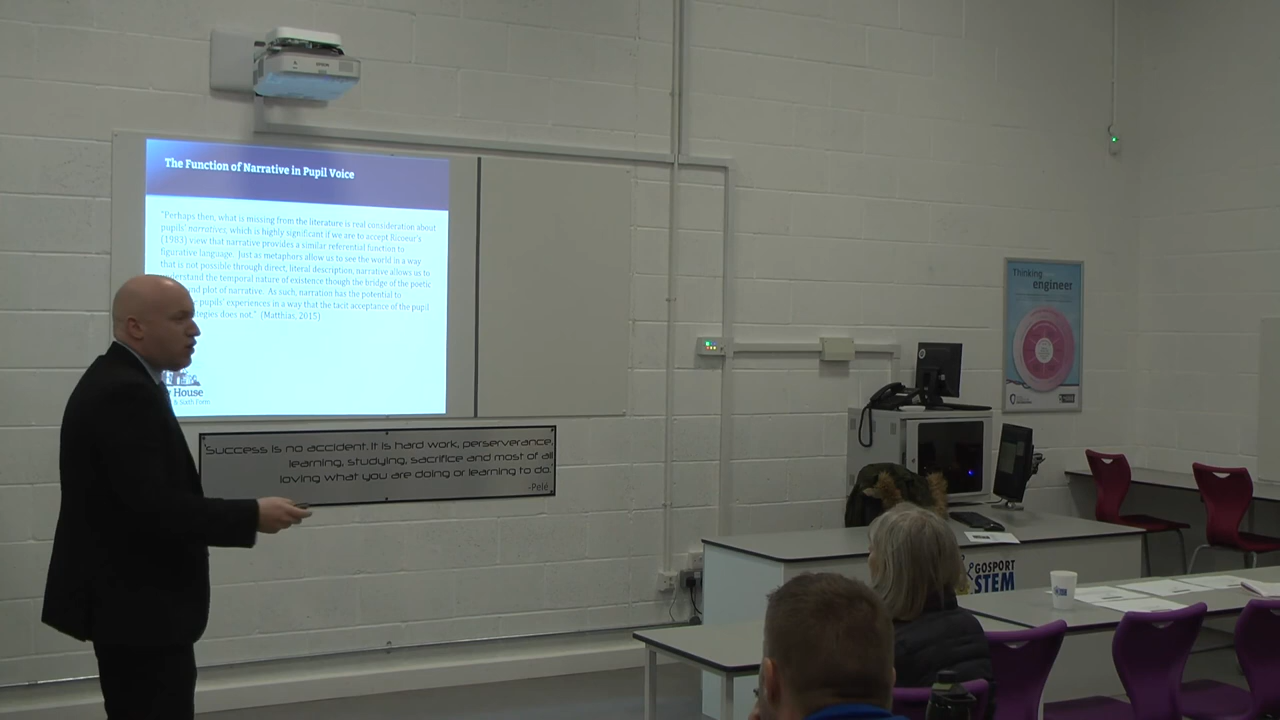 EPSON
The Function of Narrative in Pupil Voice
"Perhaps then, what is missing from the literature is real consideration about
pupils' narratives, which is highly significant if we are to accept Ricoeur's
(1983) view that narrative provides a similar referential function to
figurative language. Just as metaphors allow us to see the world in a way
that is not possible through direct, literal description, narrative allows us to
understand the temporal nature of existence though the bridge of the poetic
and plot of narrative. As such, narration has the potential to
pupils' experiences in a way that the tacit acceptance of the pupil
does not." (Matthias, 2015)
House
& Sixth Form
'Success is no accident. It is hard work, perserverance,
learning, studying, sacrifice and most of all
loving what you are doing or learning to do.
-Pelé
Thinking
engineer
GOSPORT
STEM